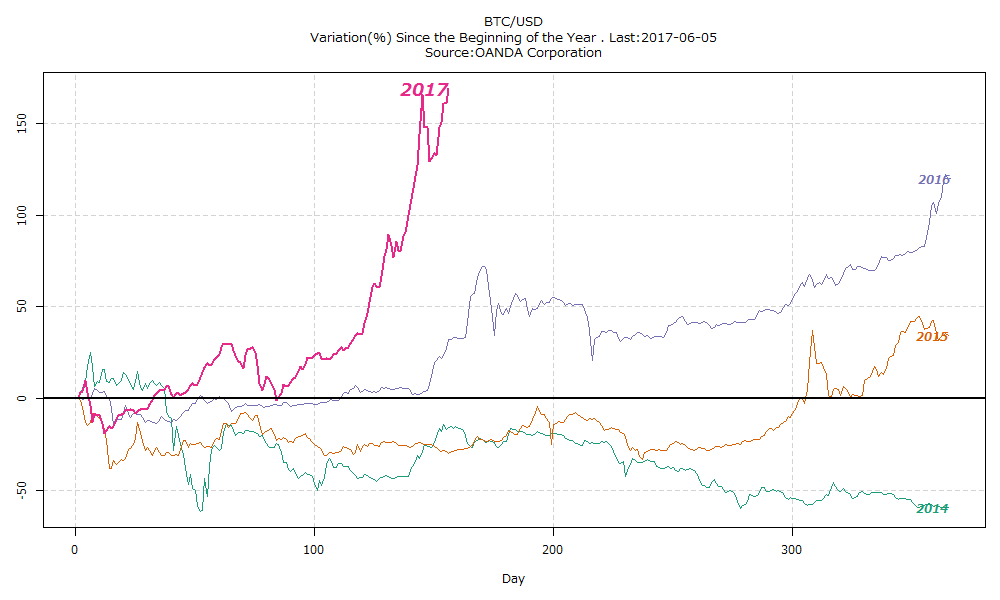 BTC/USD
Variation(%) Since the Beginning of the Year . Last:2017-06-05
Source:OANDA Corporation
2017
150
2016
100
50
2015
0
-50
2014
0 100 200 300
Day